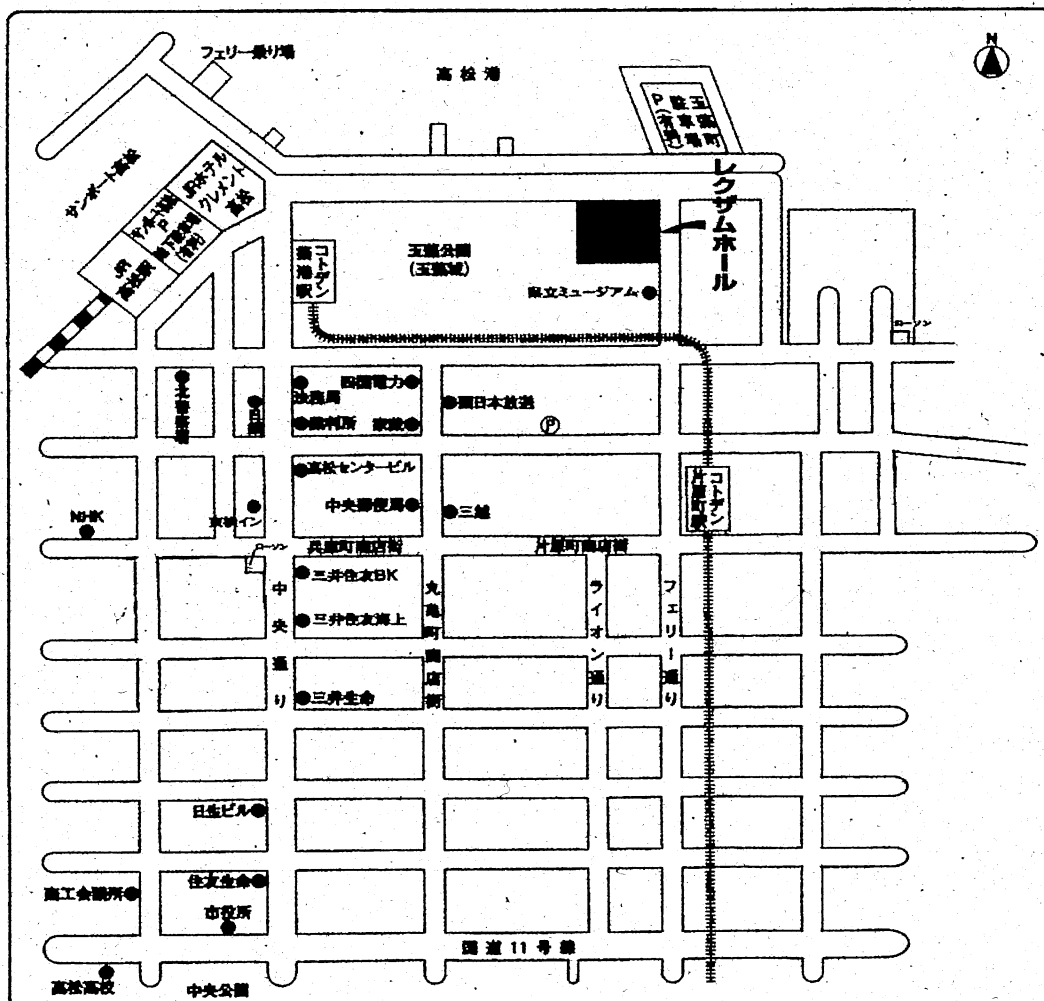 フェリー乗り場
高松港
N
玉藻町
駐車場
P(有料)
サンポート高松
JRホテル
クレメント
高松
サンポート高松
P
地下駐車場
(有料)
JR
高松駅
レクザムホール
コトデン
築港駅
玉藻公園
(玉藻城)
県立ミュージアム
ローソン
四国電力
法務局
西日本放送
裁判所
家裁
P
高松センタービル
中央郵便局
三越
コトデン
片原町駅
NHK
東横イン
ローソン
兵庫町商店街
片原町商店街
三井住友BK
三井住友海上
三井生命
中央通り
丸亀町商店街
ライオン通り
フェリー通り
日生ビル
商工会議所
住友生命
市役所
国道11号線
高松高校
中央公園